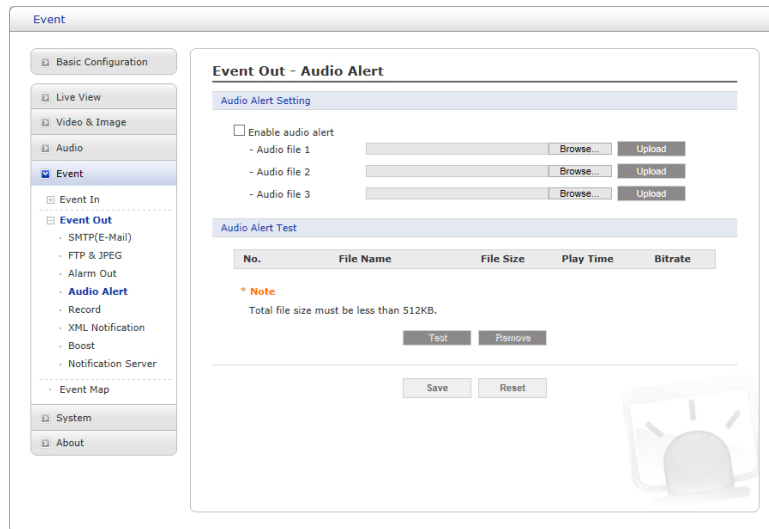 Event
Basic Configuration
Live View
Video & Image
Audio
Event
Event In
Event Out
SMTP(E-Mail)
FTP & JPEG
Alarm Out
Audio Alert
Record
XML Notification
Boost
Notification Server
Event Map
System
About
Event Out - Audio Alert
Audio Alert Setting
Enable audio alert
- Audio file 1 Browse... Upload
- Audio file 2 Browse... Upload
- Audio file 3 Browse... Upload
Audio Alert Test
No. File Name File Size Play Time Bitrate
* Note
Total file size must be less than 512KB.
Test Remove
Save Reset